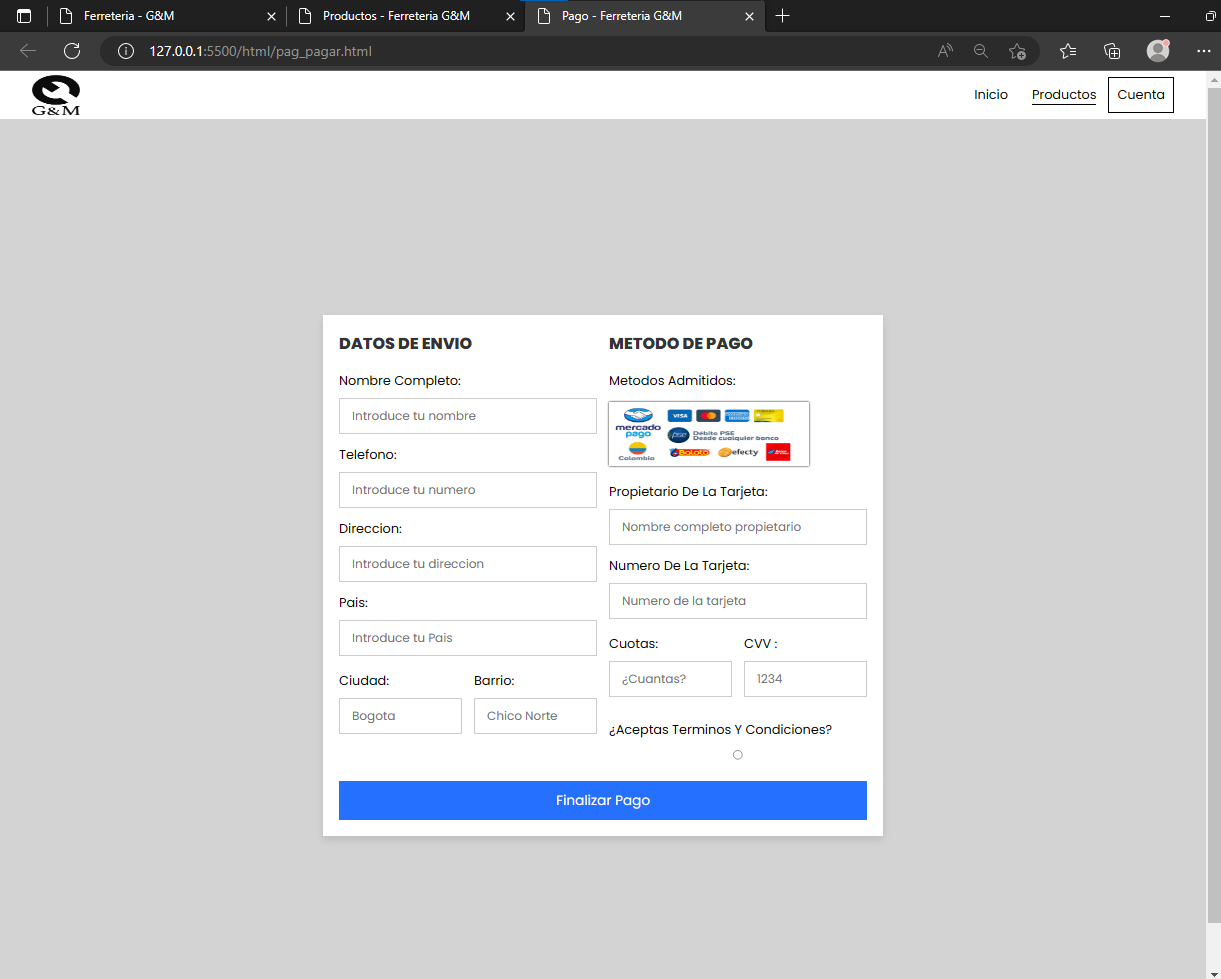 Ferreteria - G&M
Productos - Ferreteria G&M
Pago - Ferreteria G&M
127.0.0.1:5500/html/pag_pagar.html
G&M
Inicio
Productos
Cuenta
DATOS DE ENVIO
Nombre Completo:
Introduce tu nombre
Telefono:
Introduce tu numero
Direccion:
Introduce tu direccion
Pais:
Introduce tu Pais
Ciudad:
Barrio:
Bogota
Chico Norte
METODO DE PAGO
Metodos Admitidos:
mercado
pago
Colombia
VISA
pse
Débito PSE
Desde cualquier banco
Baloto
efecty
Propietario De La Tarjeta:
Nombre completo propietario
Numero De La Tarjeta:
Numero de la tarjeta
Cuotas:
CVV :
¿Cuantas?
1234
¿Aceptas Terminos Y Condiciones?
Finalizar Pago